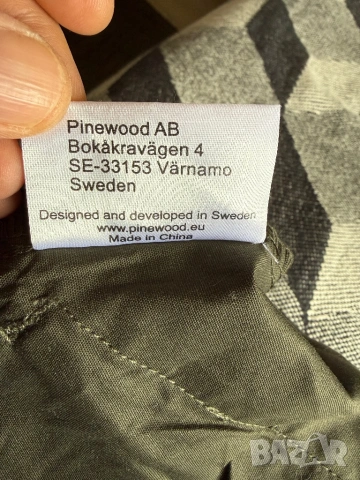 Pinewood AB
Bokåkravägen 4
SE-33153 Värnamo
Sweden
Designed and developed in Sweden
www.pinewood.eu
Made in China
BAZAR